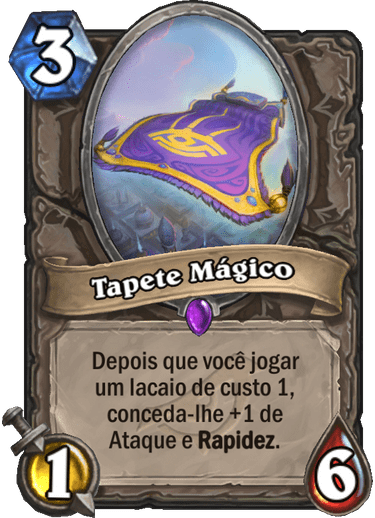 3
Tapete Mágico
Depois que você jogar
um lacaio de custo 1,
conceda-lhe +1 de
Ataque e Rapidez.
1
6